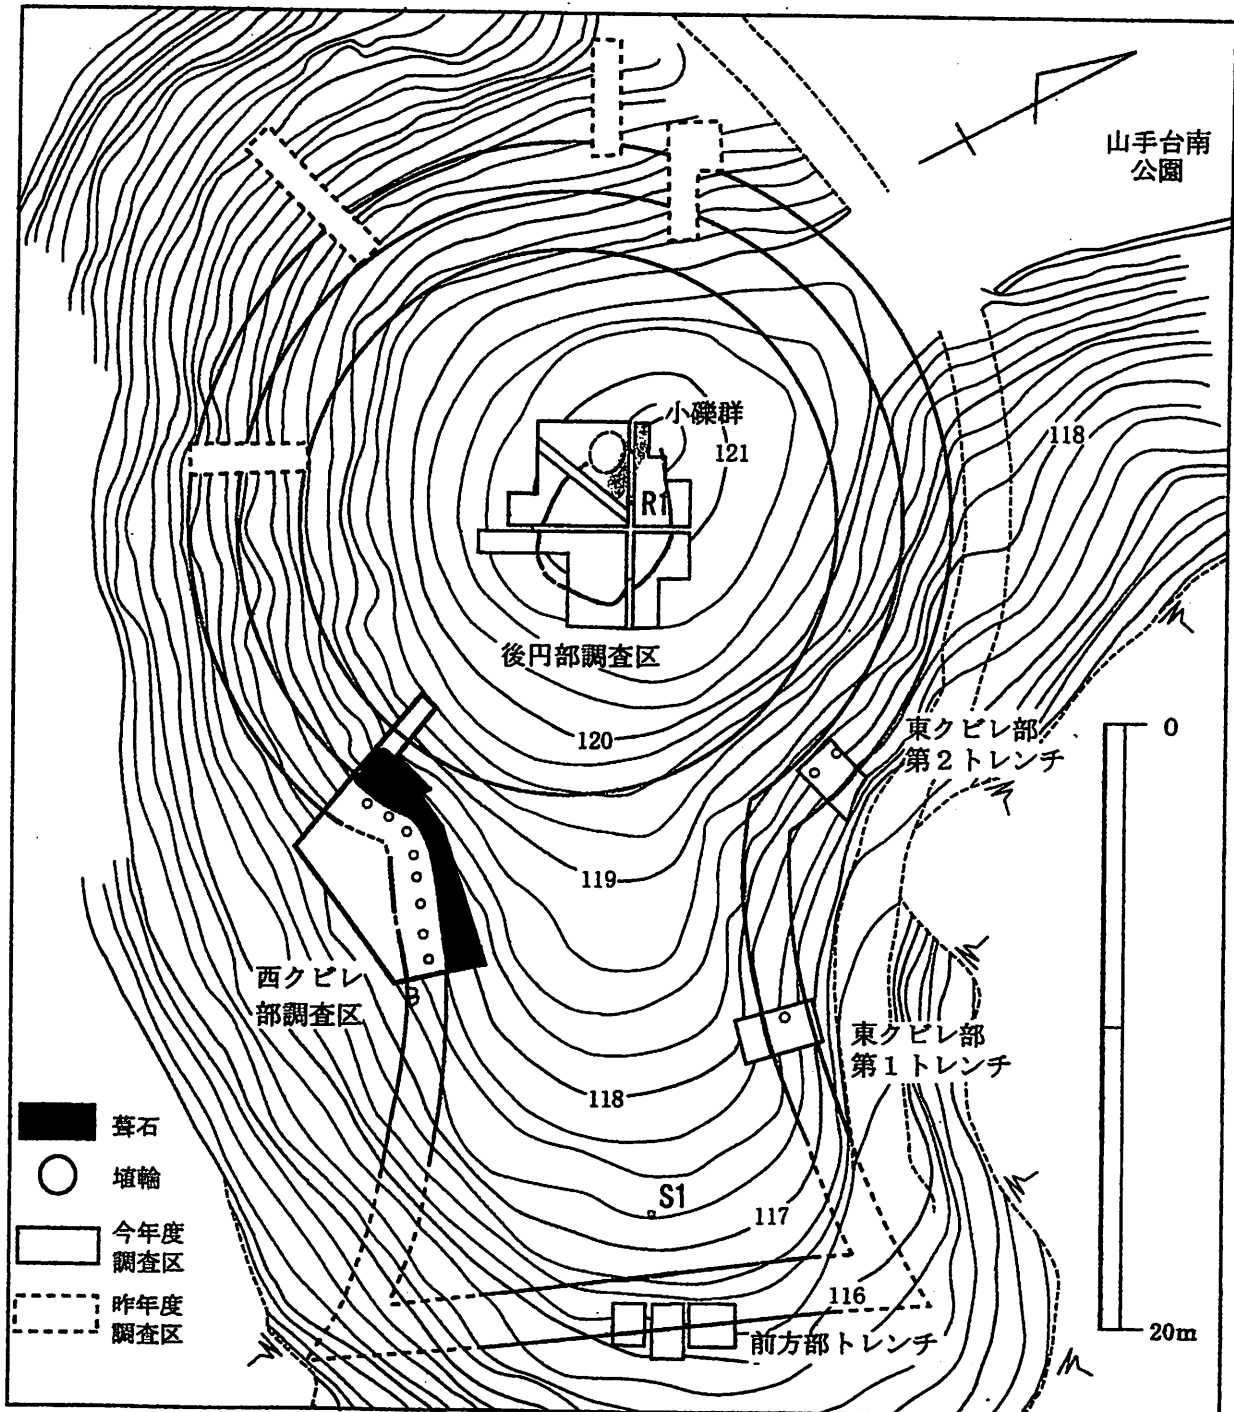 山手台南
公園
小礫群
121
118
R1
後円部調査区
120
東クビレ部
第2トレンチ
0
119
西クビレ
部調査区
東クビレ部
第1トレンチ
118
葺石
埴輪
S1
117
今年度
調査区
116
昨年度
調査区
前方部トレンチ
20m